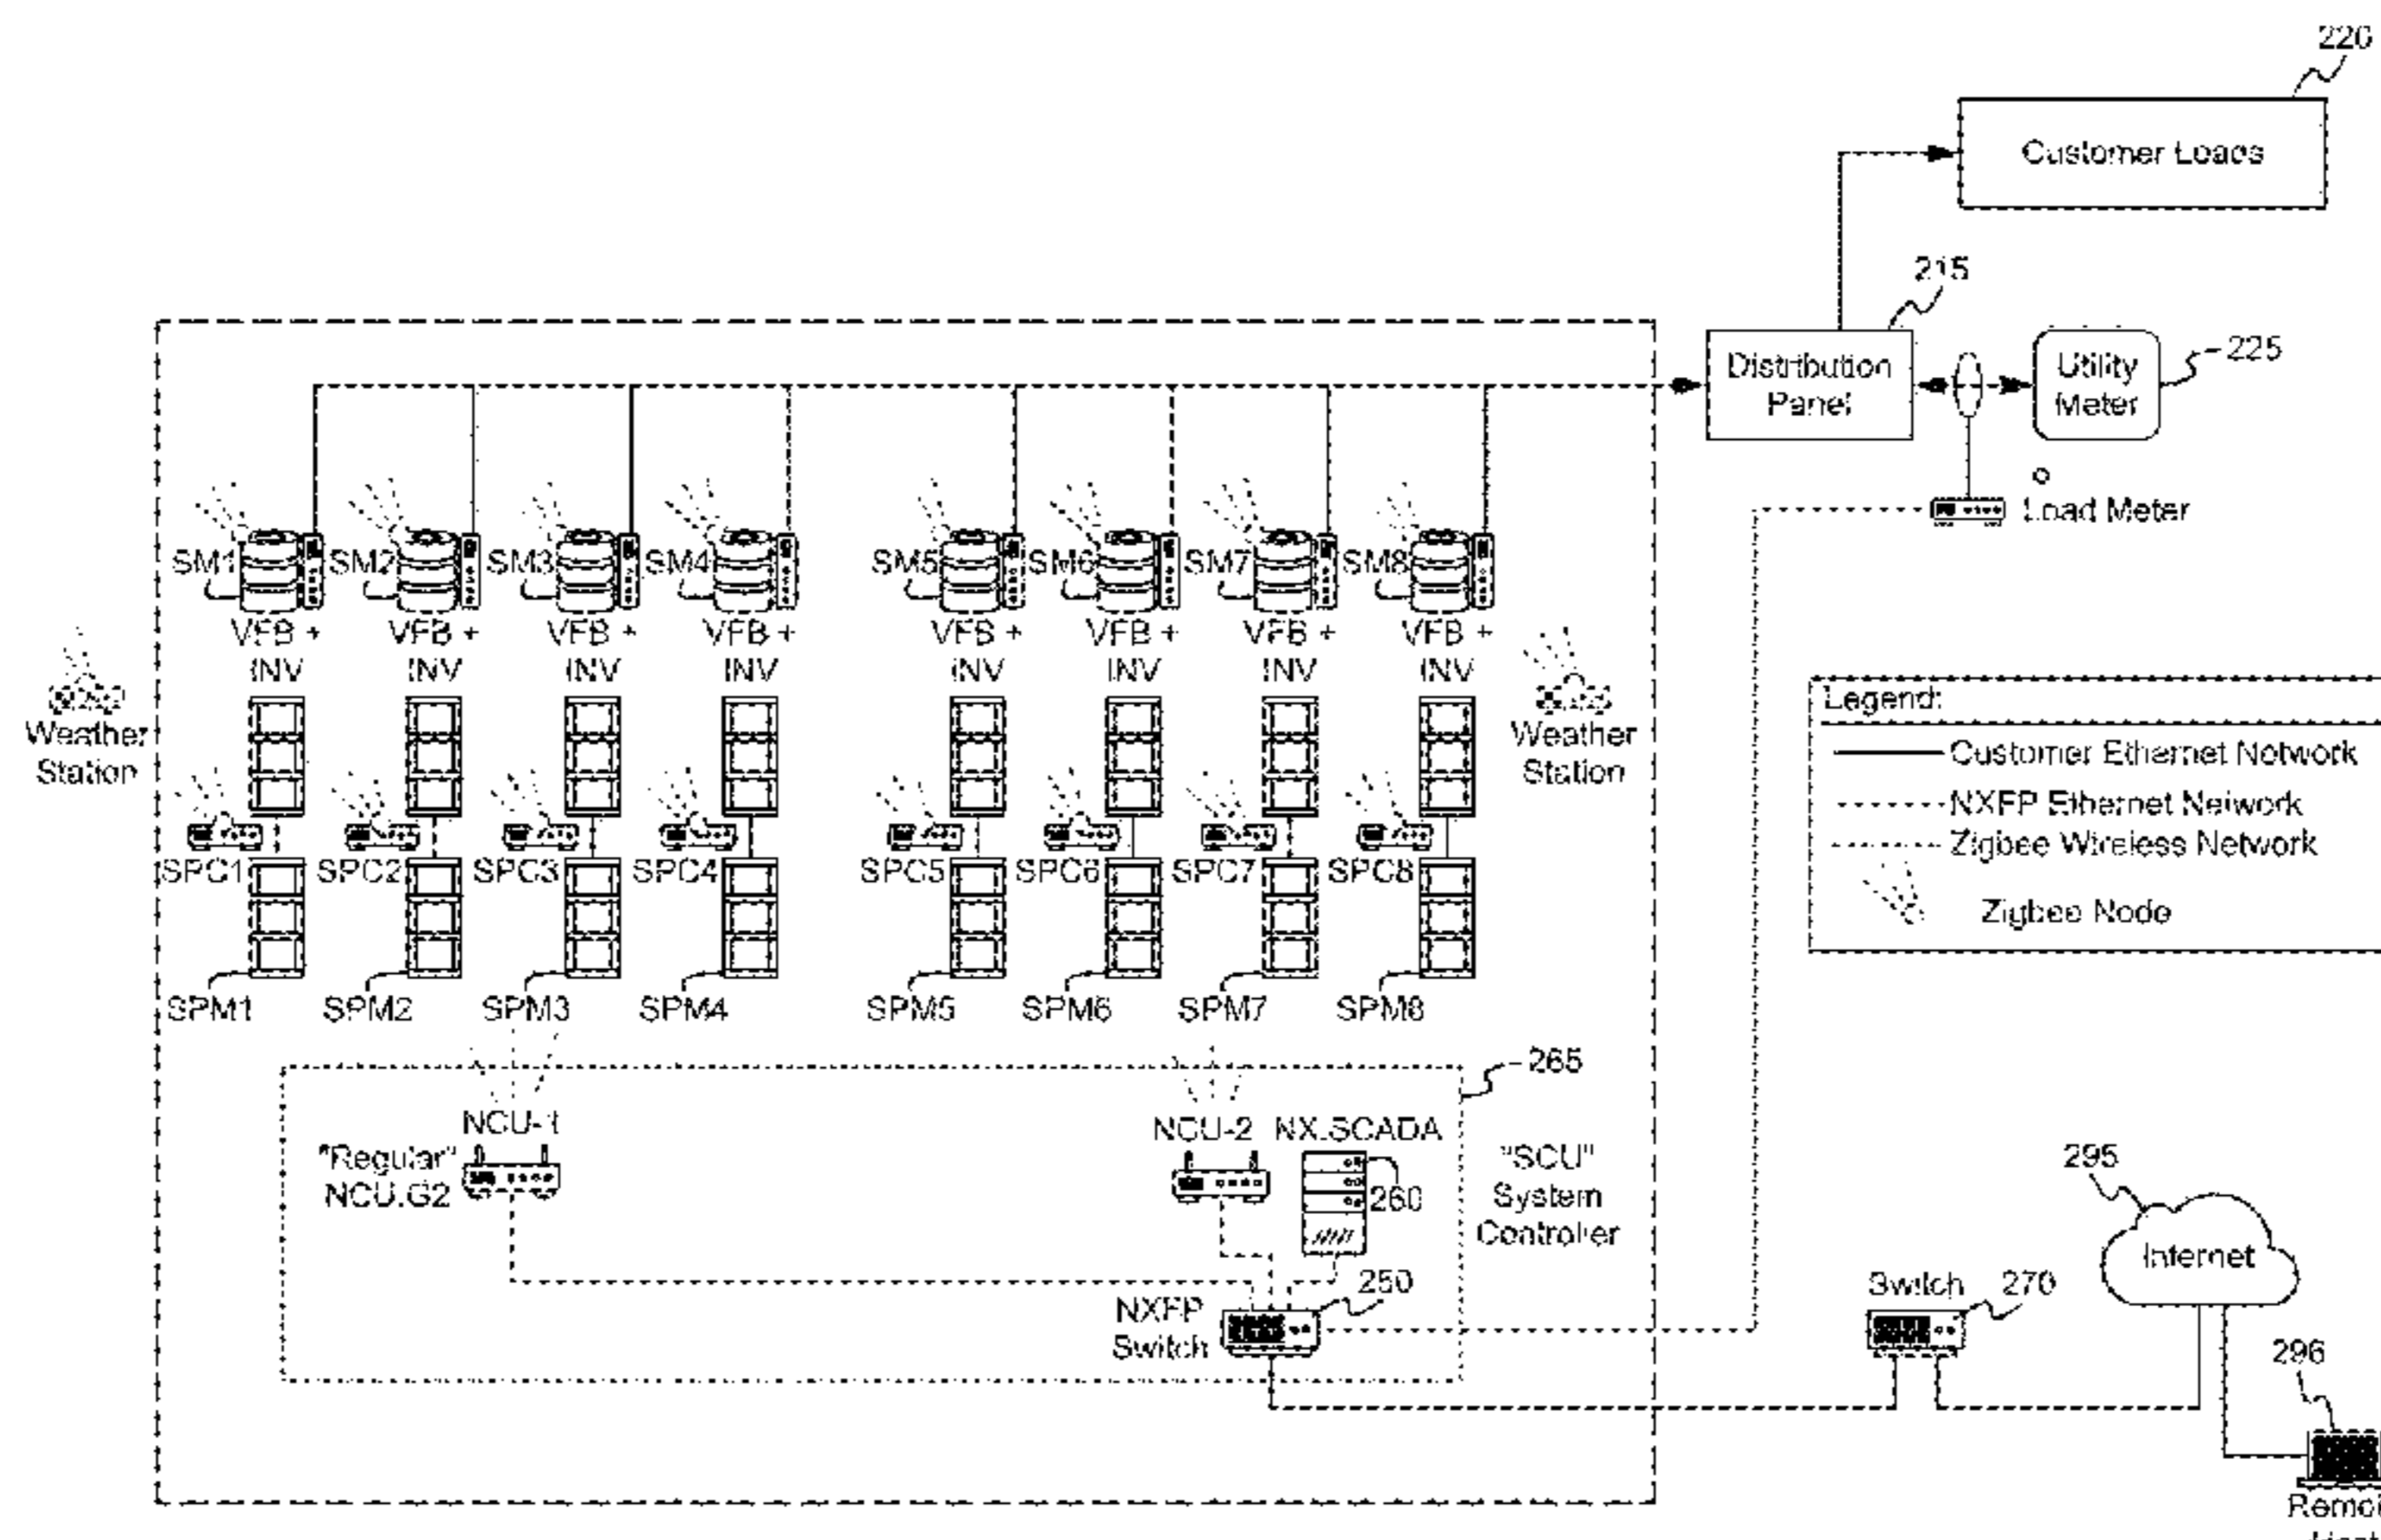 220
Customer Loads
215
Distribution
Panel
Utility
Meter
225
Load Meter
SM1
SM2
SM3
SM4
SM5
SM6
SM7
SM8
VFB +
INV
VFB +
INV
VFB +
INV
VFB +
INV
VFB +
INV
VFB +
INV
VFB +
INV
VFB +
INV
Weather
Station
Weather
Station
SPC1
SPC2
SPC3
SPC4
SPC5
SPC6
SPC7
SPC8
SPM1
SPM2
SPM3
SPM4
SPM5
SPM6
SPM7
SPM8
Legend:
Customer Ethernet Network
NXFP Ethernet Network
Zigbee Wireless Network
Zigbee Node
265
NCU-1
"Regular"
NCU.G2
NCU-2
NX.SCADA
260
"SCU"
System
Controller
NXFP
Switch
250
Switch
270
295
Internet
296